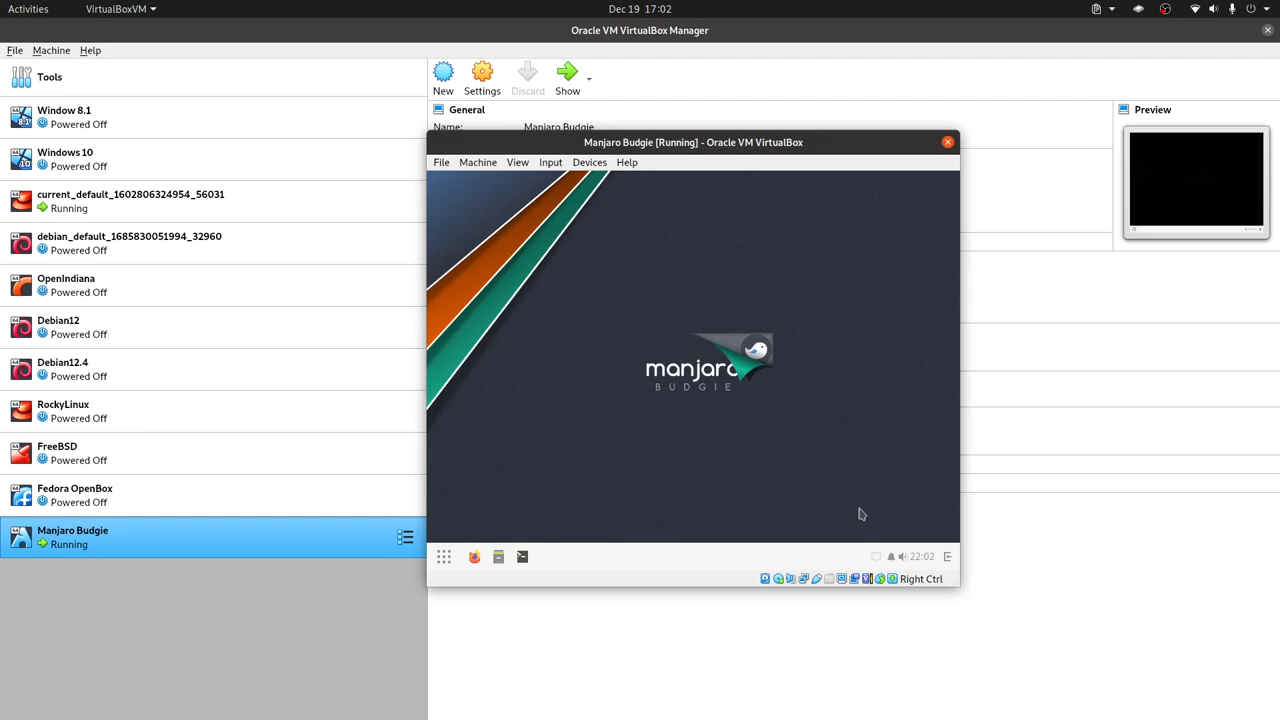 Activities VirtualBoxVM Dec 19 17:02
Oracle VM VirtualBox Manager
File Machine Help
Tools
Window 8.1
Powered Off
Windows 10
Powered Off
current_default_1602806324954_56031
Running
debian_default_1685830051994_32960
Powered Off
OpenIndiana
Powered Off
Debian12
Powered Off
Debian12.4
Powered Off
RockyLinux
Powered Off
FreeBSD
Powered Off
Fedora OpenBox
Powered Off
Manjaro Budgie
Running
New Settings Discard Show
General
Name: Manjaro Budgie
Preview
Manjaro Budgie [Running] - Oracle VM VirtualBox
File Machine View Input Devices Help
manjaro
BUDGIE
22:02
Right Ctrl